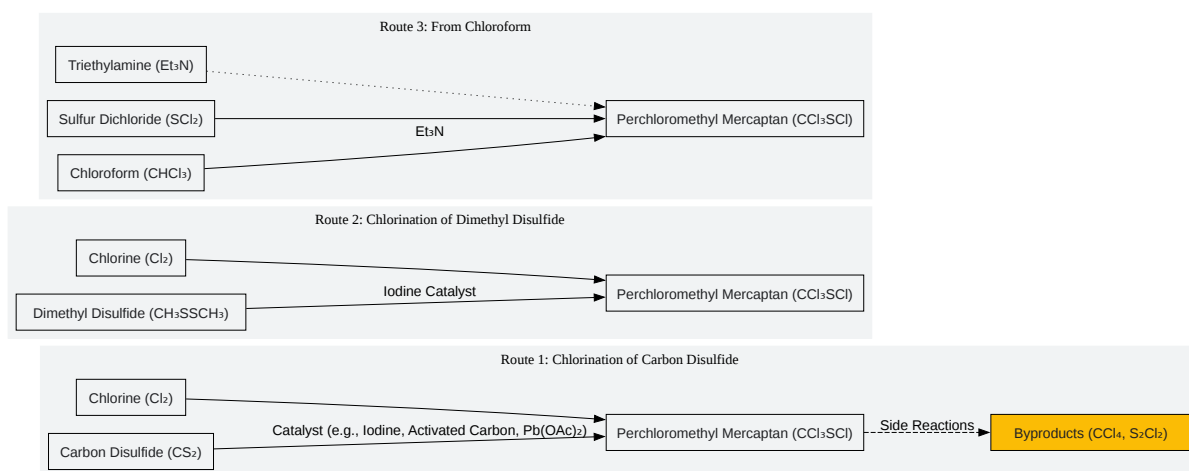 Route 3: From Chloroform
Triethylamine (Et₃N)
Sulfur Dichloride (SCl₂)
Et₃N
Perchloromethyl Mercaptan (CCl₃SCl)
Chloroform (CHCl₃)
Route 2: Chlorination of Dimethyl Disulfide
Chlorine (Cl₂)
Iodine Catalyst
Perchloromethyl Mercaptan (CCl₃SCl)
Dimethyl Disulfide (CH₃SSCH₃)
Route 1: Chlorination of Carbon Disulfide
Chlorine (Cl₂)
Catalyst (e.g., Iodine, Activated Carbon, Pb(OAc)₂)
Carbon Disulfide (CS₂)
Perchloromethyl Mercaptan (CCl₃SCl)
Side Reactions
Byproducts (CCl₄, S₂Cl₂)